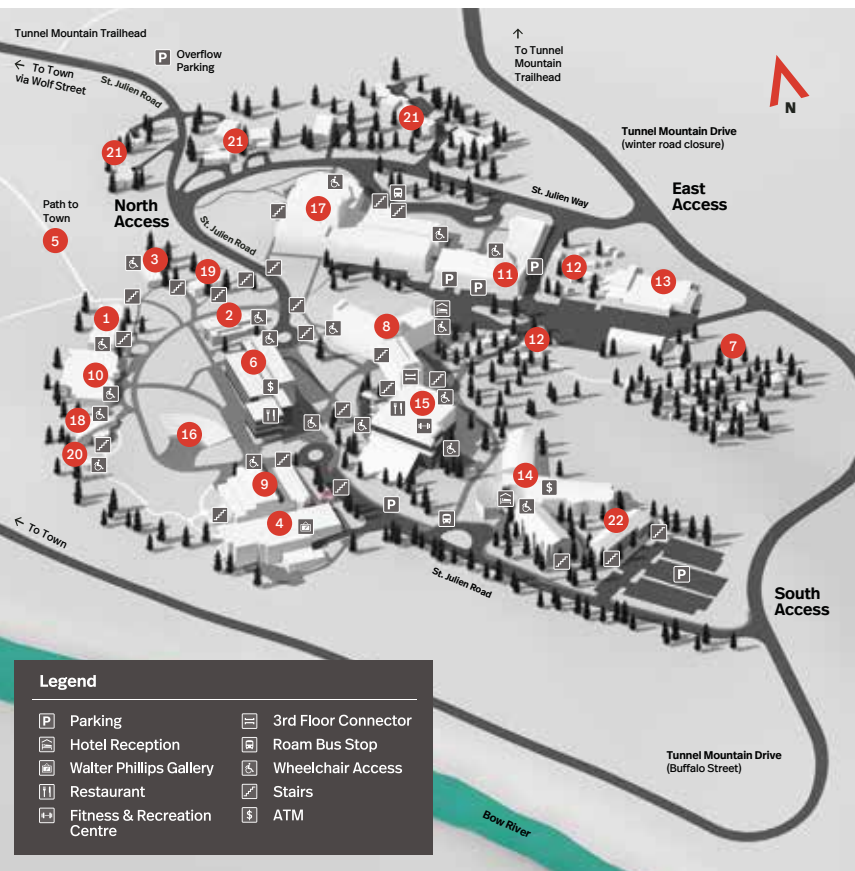 Tunnel Mountain Trailhead
← To Town
via Wolf Street
St. Julien Road
P Overflow
Parking
↑
To Tunnel
Mountain
Trailhead
N
Tunnel Mountain Drive
(winter road closure)
East
Access
21
21
21
St. Julien Way
Path to
Town
5
North
Access
St. Julien Road
17
3
19
11
P
P
P
12
13
1
2
8
12
7
6
10
$
15
18
16
20
9
14
$
4
P
22
← To Town
St. Julien Road
P
South
Access
Legend
P Parking
Hotel Reception
Walter Phillips Gallery
Restaurant
Fitness & Recreation
Centre
3rd Floor Connector
Roam Bus Stop
Wheelchair Access
Stairs
$ ATM
Tunnel Mountain Drive
(Buffalo Street)
Bow River